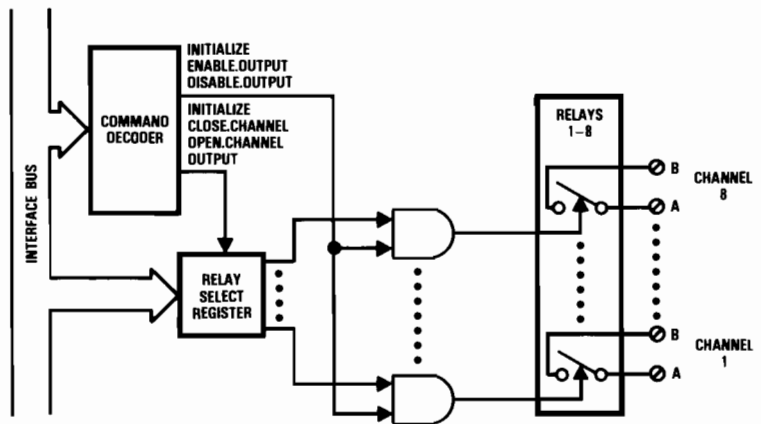 INTERFACE BUS
COMMAND
DECODER
INITIALIZE
ENABLE.OUTPUT
DISABLE.OUTPUT
INITIALIZE
CLOSE.CHANNEL
OPEN.CHANNEL
OUTPUT
RELAY
SELECT
REGISTER
RELAYS
1-8
B
A
CHANNEL
8
B
A
CHANNEL
1